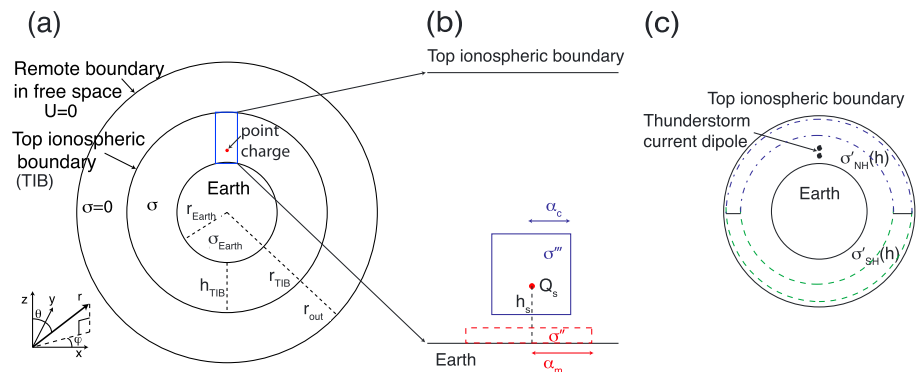 (a)
Remote boundary
in free space
U=0
Top ionospheric
boundary
(TIB)
point
charge
Earth
r_Earth
σ=0
σ
σ_Earth
h_TIB
r_TIB
r_out
z
y
r
θ
φ
x
(b)
Top ionospheric boundary
α_c
σ‴
Q_s
h_s
σ″
Earth
α_m
(c)
Top ionospheric boundary
Thunderstorm
current dipole
σ′_NH(h)
Earth
σ′_SH(h)